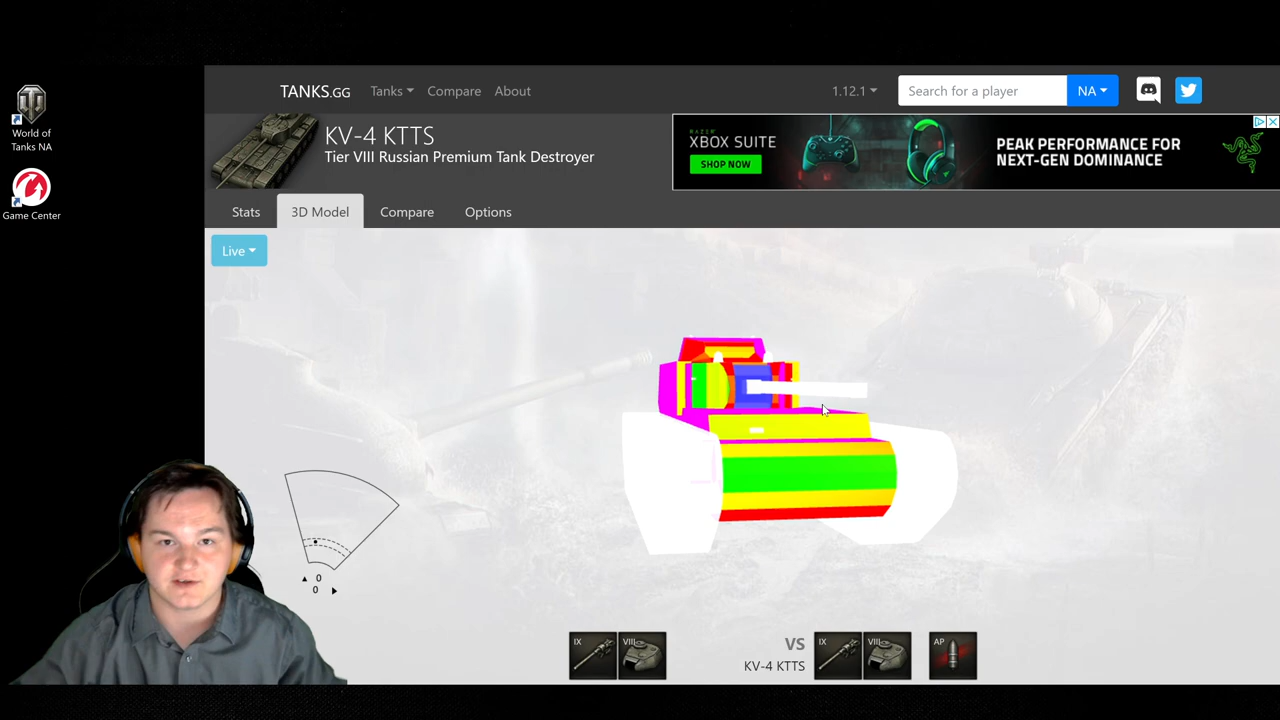 World of
Tanks NA
Game Center
TANKS.GG
Tanks
Compare
About
1.12.1
Search for a player
NA
KV-4 KTTS
Tier VIII Russian Premium Tank Destroyer
RAZER
XBOX SUITE
SHOP NOW
PEAK PERFORMANCE FOR
NEXT-GEN DOMINANCE
Stats
3D Model
Compare
Options
Live
0
0
IX
VIII
VS
KV-4 KTTS
IX
VIII
AP